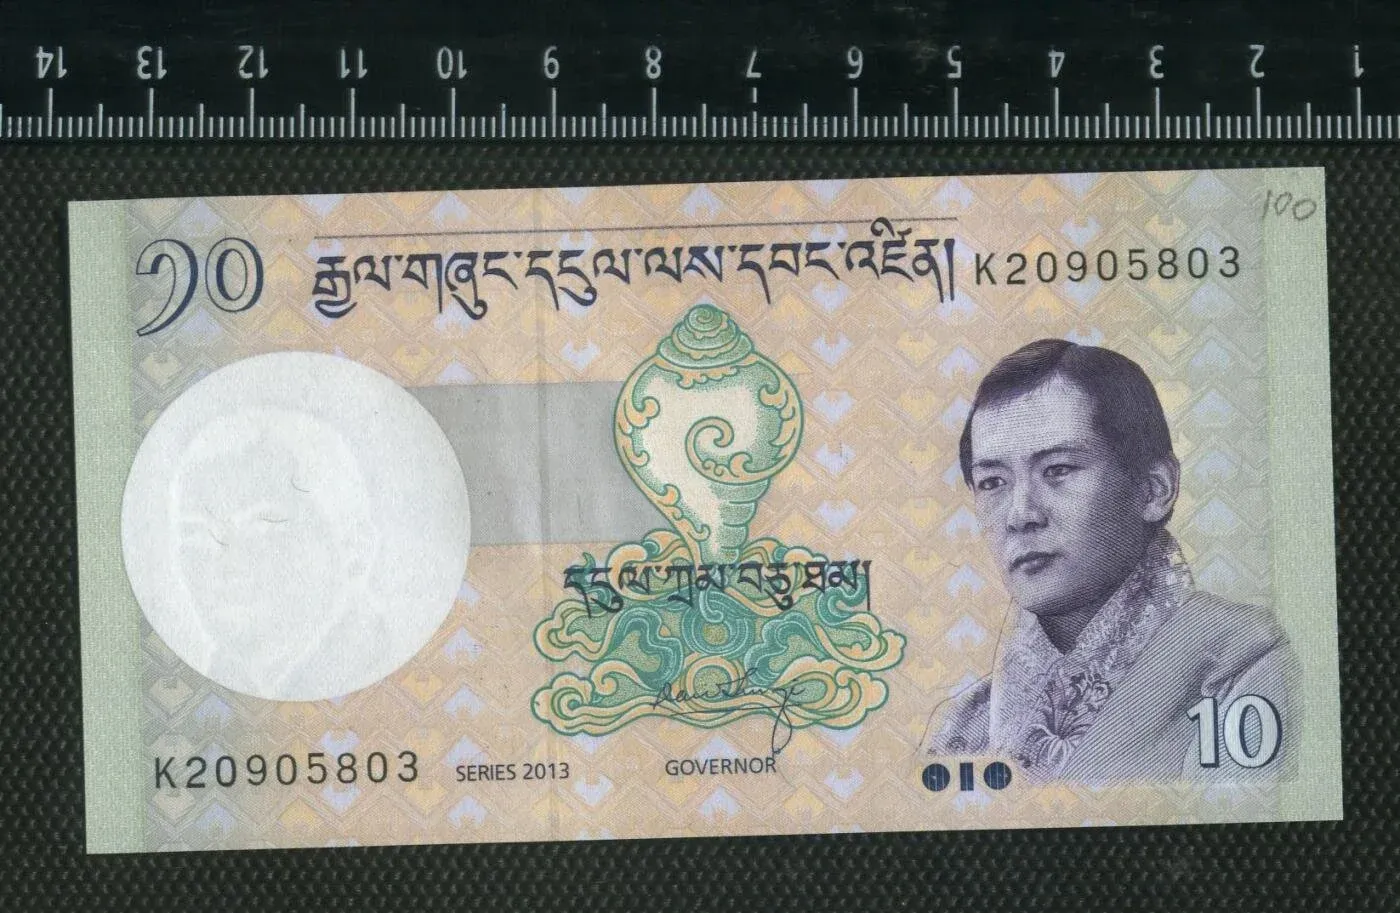 14 13 12 11 10 9 8 7 6 5 4 3 2 1
100
༡༠ རྒྱལ་གཞུང་དངུལ་ལས་དབང་འཛིན། K20905803
དངུལ་ཀྲམ་བཅུ་ཐམ།
K20905803 SERIES 2013 GOVERNOR
10